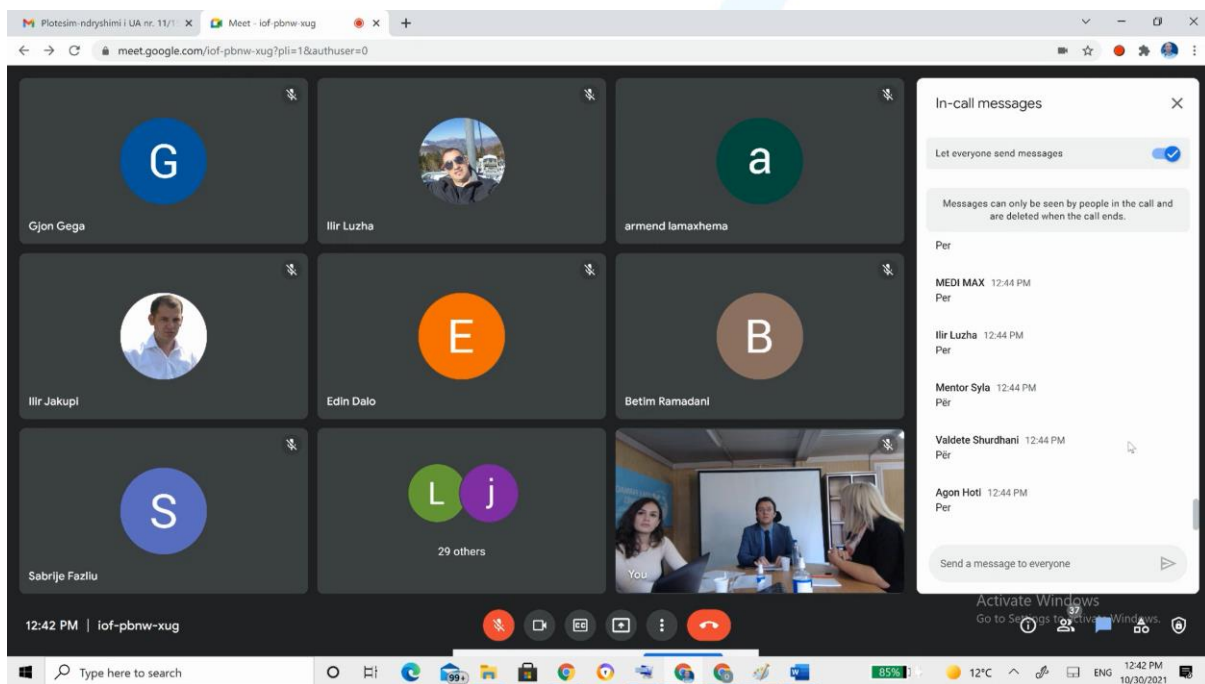 Plotesim-ndryshimi i UA nr. 11/1
Meet - iof-pbnw-xug
meet.google.com/iof-pbnw-xug?pli=1&authuser=0
G
Gjon Gega
Ilir Luzha
a
armend lamaxhema
Ilir Jakupi
E
Edin Dalo
B
Betim Ramadani
S
Sabrije Fazliu
L j
29 others
You
In-call messages
Let everyone send messages
Messages can only be seen by people in the call and
are deleted when the call ends.
Per
MEDI MAX 12:44 PM
Per
Ilir Luzha 12:44 PM
Per
Mentor Syla 12:44 PM
Për
Valdete Shurdhani 12:44 PM
Për
Agon Hoti 12:44 PM
Per
Send a message to everyone
Activate Windows
Go to Settings to activate Windows.
12:42 PM | iof-pbnw-xug
CC
37
Type here to search
99+
85%
12°C
ENG
12:42 PM
10/30/2021